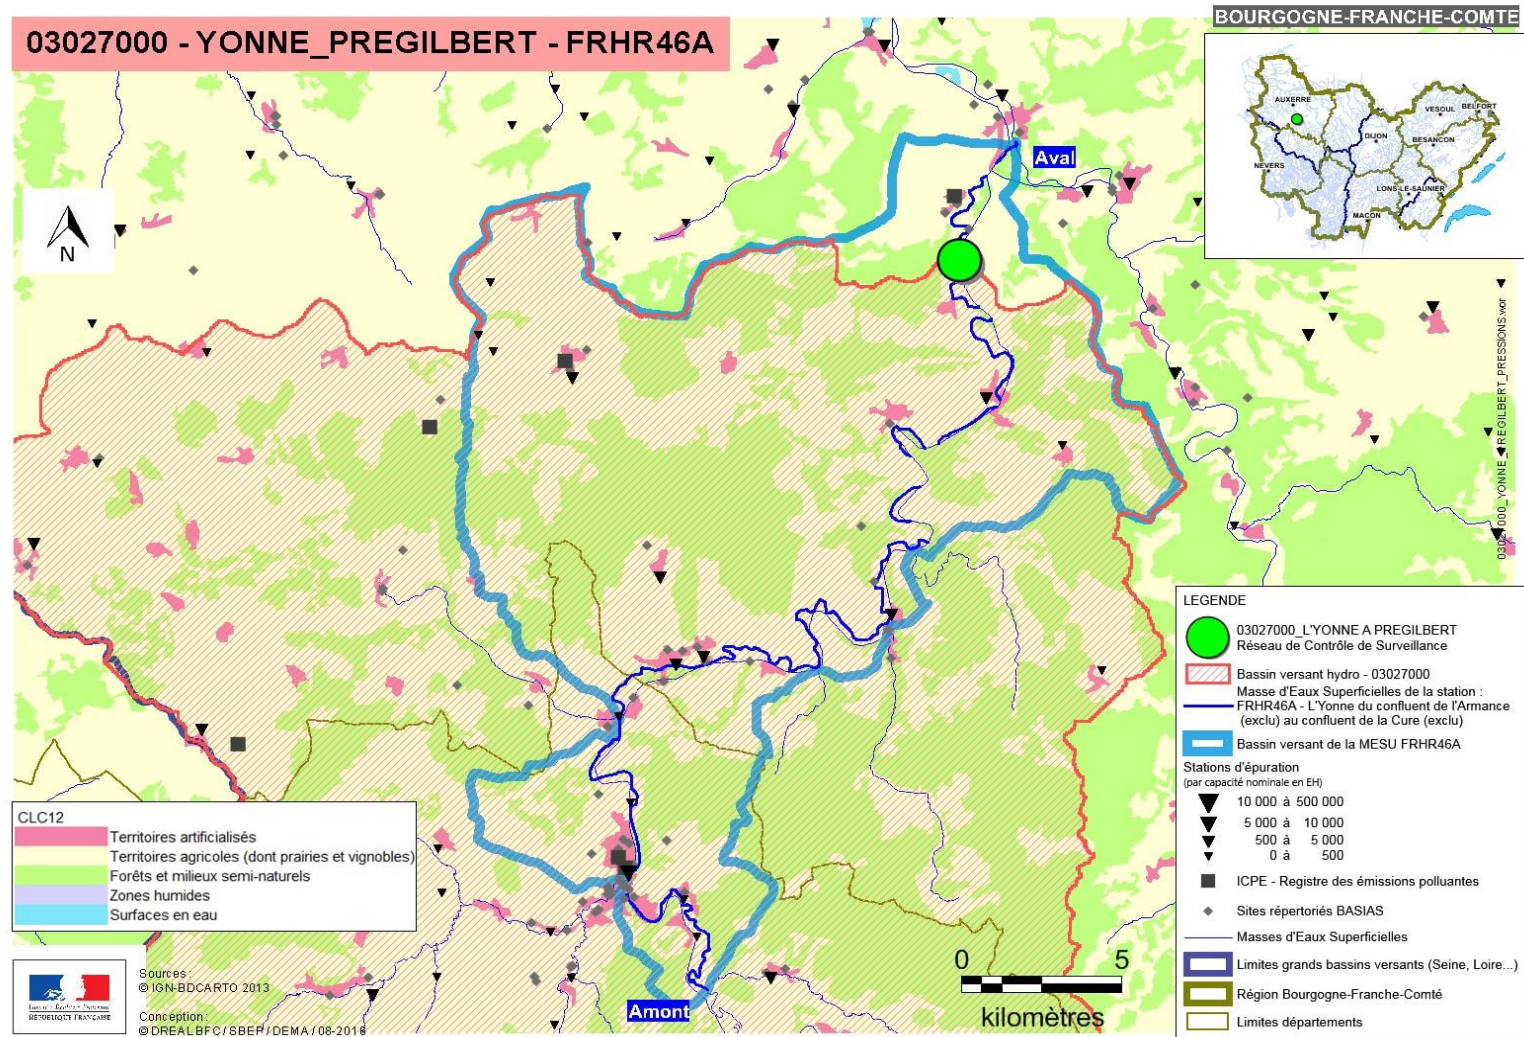 BOURGOGNE-FRANCHE-COMTE
03027000 - YONNE_PREGILBERT - FRHR46A
AUXERRE
VESOUL
BELFORT
DIJON
BESANCON
NEVERS
LONS-LE-SAUNIER
MACON
N
Aval
Amont
03027000_YONNE_PREGILBERT_PRESSIONS.wor
LEGENDE
03027000_L'YONNE A PREGILBERT
Réseau de Contrôle de Surveillance
Bassin versant hydro - 03027000
Masse d'Eaux Superficielles de la station :
FRHR46A - L'Yonne du confluent de l'Armance
(exclu) au confluent de la Cure (exclu)
Bassin versant de la MESU FRHR46A
Stations d'épuration
(par capacité nominale en EH)
10 000 à 500 000
5 000 à 10 000
500 à 5 000
0 à 500
ICPE - Registre des émissions polluantes
Sites répertoriés BASIAS
Masses d'Eaux Superficielles
Limites grands bassins versants (Seine, Loire...)
Région Bourgogne-Franche-Comté
Limites départements
CLC12
Territoires artificialisés
Territoires agricoles (dont prairies et vignobles)
Forêts et milieux semi-naturels
Zones humides
Surfaces en eau
0 5
kilomètres
Liberté • Égalité • Fraternité
RÉPUBLIQUE FRANÇAISE
Sources :
© IGN-BDCARTO 2013
Conception :
© DREAL BFC / SBEP / DEMA / 08-2016